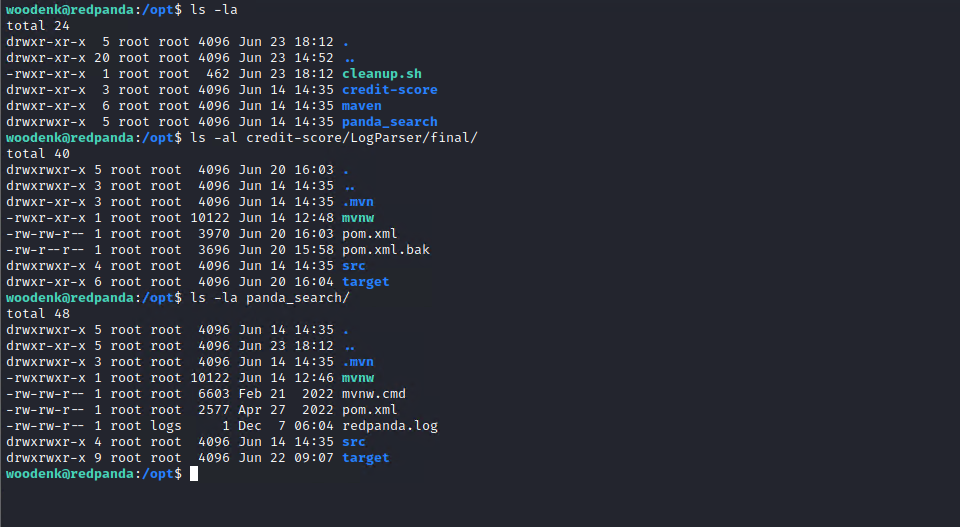 woodenk@redpanda:/opt$ ls -la
total 24
drwxr-xr-x  5 root root 4096 Jun 23 18:12 .
drwxr-xr-x 20 root root 4096 Jun 23 14:52 ..
-rwxr-xr-x  1 root root  462 Jun 23 18:12 cleanup.sh
drwxr-xr-x  3 root root 4096 Jun 14 14:35 credit-score
drwxr-xr-x  6 root root 4096 Jun 14 14:35 maven
drwxr-xr-x  5 root root 4096 Jun 14 14:35 panda_search
woodenk@redpanda:/opt$ ls -al credit-score/LogParser/final/
total 40
drwxrwxr-x 5 root root  4096 Jun 20 16:03 .
drwxrwxr-x 3 root root  4096 Jun 14 14:35 ..
drwxrwxr-x 3 root root  4096 Jun 14 14:35 .mvn
-rwxrwxr-x 1 root root 10122 Jun 14 12:48 mvnw
-rw-rw-r-- 1 root root  3970 Jun 20 16:03 pom.xml
-rw-r--r-- 1 root root  3696 Jun 20 15:58 pom.xml.bak
drwxrwxr-x 4 root root  4096 Jun 14 14:35 src
drwxrwxr-x 6 root root  4096 Jun 20 16:04 target
woodenk@redpanda:/opt$ ls -la panda_search/
total 48
drwxrwxr-x 5 root root  4096 Jun 14 14:35 .
drwxr-xr-x 5 root root  4096 Jun 23 18:12 ..
drwxrwxr-x 3 root root  4096 Jun 14 14:35 .mvn
-rwxrwxr-x 1 root root 10122 Jun 14 12:46 mvnw
-rw-rw-r-- 1 root root  6603 Feb 21  2022 mvnw.cmd
-rw-rw-r-- 1 root root  2577 Apr 27  2022 pom.xml
-rw-rw-r-- 1 root logs     1 Dec  7 06:04 redpanda.log
drwxrwxr-x 4 root root  4096 Jun 14 14:35 src
drwxrwxr-x 9 root root  4096 Jun 22 09:07 target
woodenk@redpanda:/opt$